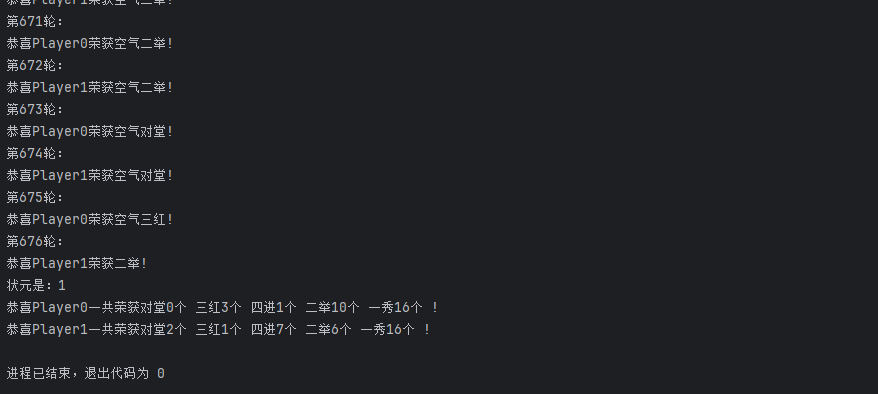 恭喜Player1荣获空气二举!
第671轮:
恭喜Player0荣获空气二举!
第672轮:
恭喜Player1荣获空气二举!
第673轮:
恭喜Player0荣获空气对堂!
第674轮:
恭喜Player1荣获空气对堂!
第675轮:
恭喜Player0荣获空气三红!
第676轮:
恭喜Player1荣获二举!
状元是: 1
恭喜Player0一共荣获对堂0个 三红3个 四进1个 二举10个 一秀16个 !
恭喜Player1一共荣获对堂2个 三红1个 四进7个 二举6个 一秀16个 !
进程已结束，退出代码为 0